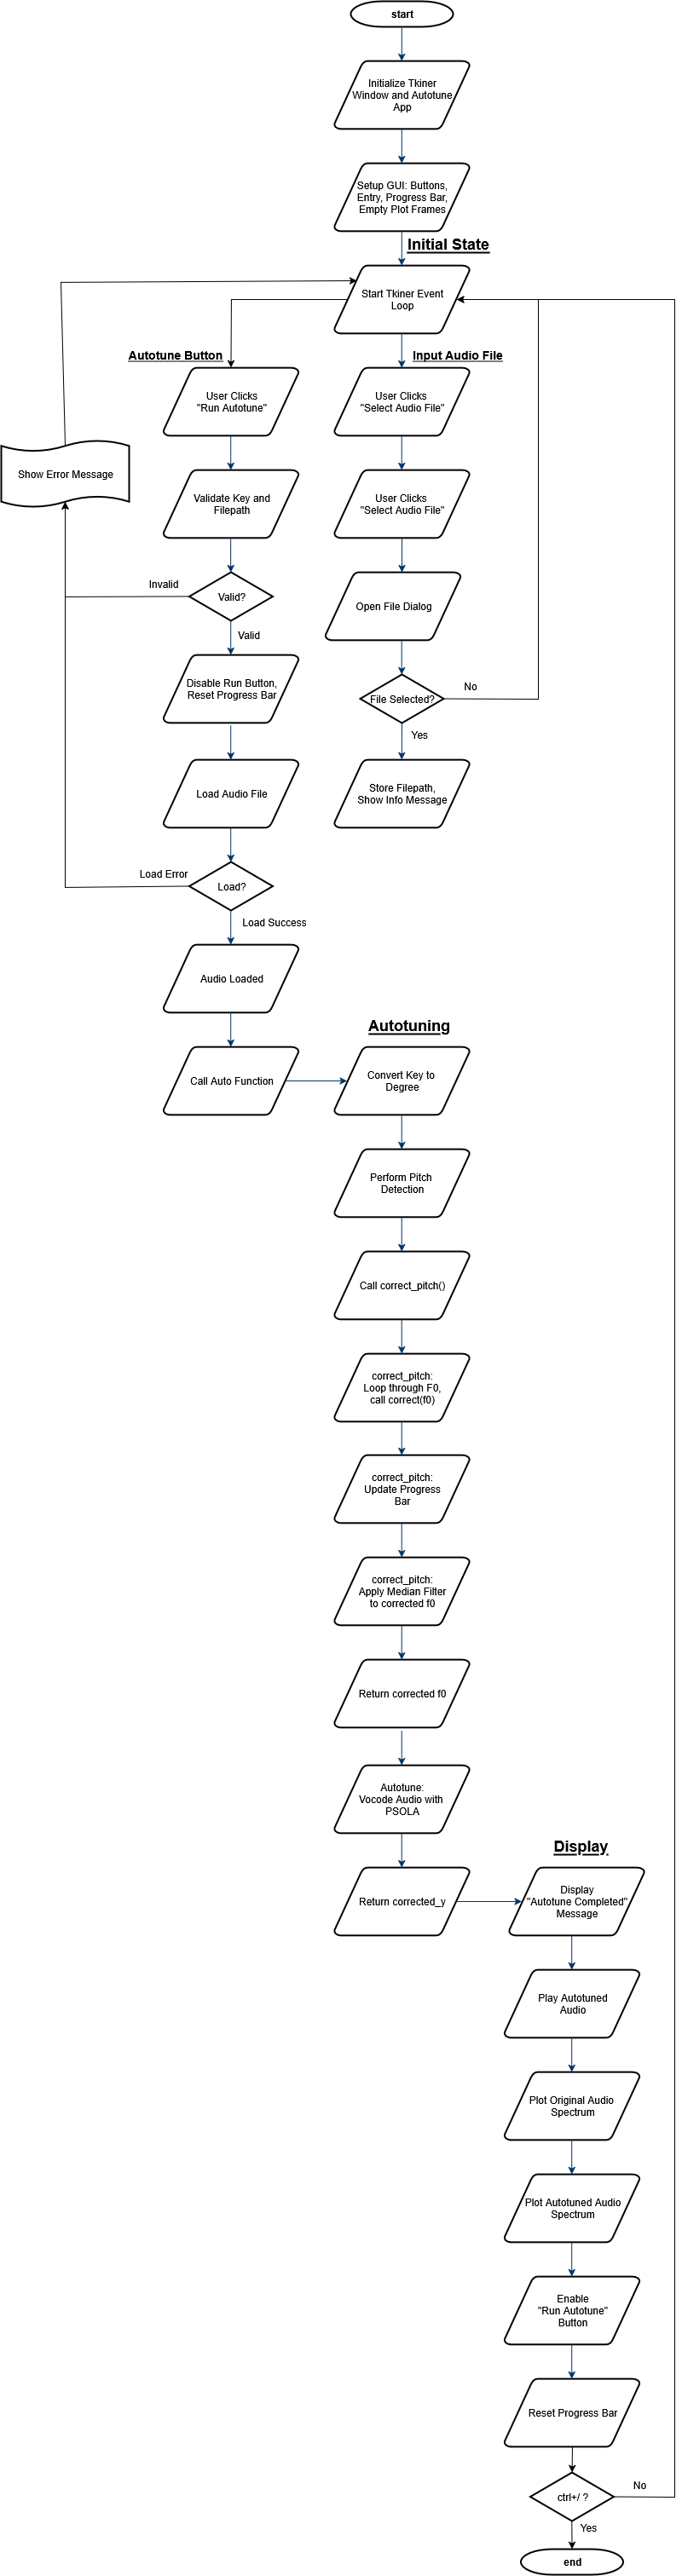 start
Initialize Tkiner
Window and Autotune
App
Setup GUI: Buttons,
Entry, Progress Bar,
Empty Plot Frames
Initial State
Start Tkiner Event
Loop
Autotune Button
Input Audio File
User Clicks
"Run Autotune"
User Clicks
"Select Audio File"
Show Error Message
Validate Key and
Filepath
User Clicks
"Select Audio File"
Invalid
Valid?
Open File Dialog
Valid
Disable Run Button,
Reset Progress Bar
File Selected?
No
Yes
Load Audio File
Store Filepath,
Show Info Message
Load Error
Load?
Load Success
Audio Loaded
Autotuning
Call Auto Function
Convert Key to
Degree
Perform Pitch
Detection
Call correct_pitch()
correct_pitch:
Loop through F0,
call correct(f0)
correct_pitch:
Update Progress
Bar
correct_pitch:
Apply Median Filter
to corrected f0
Return corrected f0
Autotune:
Vocode Audio with
PSOLA
Display
Return corrected_y
Display
"Autotune Completed"
Message
Play Autotuned
Audio
Plot Original Audio
Spectrum
Plot Autotuned Audio
Spectrum
Enable
"Run Autotune"
Button
Reset Progress Bar
ctrl+/ ?
No
Yes
end